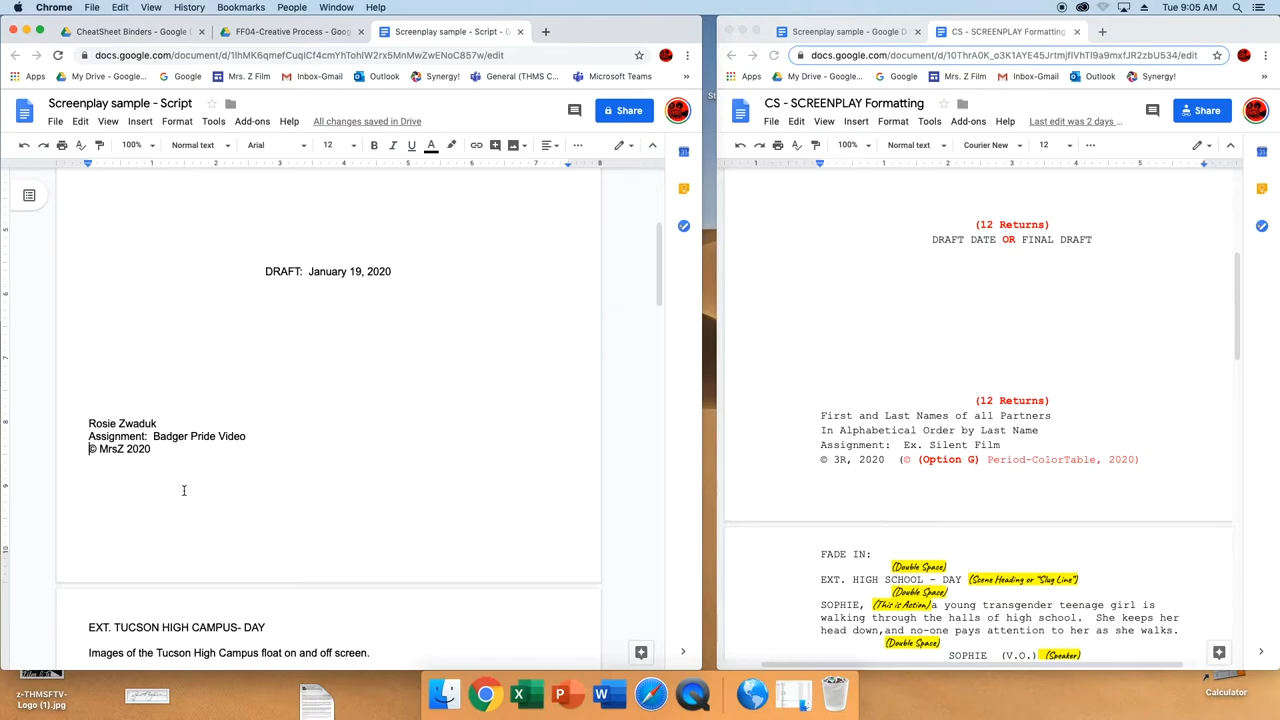 Chrome File Edit View History Bookmarks People Window Help Tue 9:05 AM
CheatSheet Binders - Google D FF04-Creative Process - Goog Screenplay sample - Script - G
Screenplay sample - Google D CS - SCREENPLAY Formatting
docs.google.com/document/d/1lhMK6qmefCuqICf4cmYhTohIW2rx5MnMwZwENoC857w/edit
docs.google.com/document/d/10ThrA0K_o3K1AYE45JrtmjfIVhTl9a9mxfJR2zbU534/edit
Apps My Drive - Google... Google Mrs. Z Film Inbox-Gmail Outlook Synergy! General (THMS C... Microsoft Teams »
Apps My Drive - Google... Google Mrs. Z Film Inbox-Gmail Outlook Synergy! »
Screenplay sample - Script
Share
CS - SCREENPLAY Formatting
Share
File Edit View Insert Format Tools Add-ons Help All changes saved in Drive
File Edit View Insert Format Tools Add-ons Help Last edit was 2 days ...
100% Normal text Arial 12 B I U A
100% Normal text Courier New 12
DRAFT: January 19, 2020
Rosie Zwaduk
Assignment: Badger Pride Video
© MrsZ 2020
EXT. TUCSON HIGH CAMPUS- DAY
Images of the Tucson High Campus float on and off screen.
(12 Returns)
DRAFT DATE OR FINAL DRAFT
(12 Returns)
First and Last Names of all Partners
In Alphabetical Order by Last Name
Assignment: Ex. Silent Film
© 3R, 2020 (© (Option G) Period-ColorTable, 2020)
FADE IN:
(Double Space)
EXT. HIGH SCHOOL - DAY (Scene Heading or "Slug Line")
(Double Space)
SOPHIE, (This is Action)a young transgender teenage girl is
walking through the halls of high school. She keeps her
head down,and no-one pays attention to her as she walks.
(Double Space)
SOPHIE (V.O.) (Speaker)
z-THMSFTV-
Logo (1).jpg
Calculator